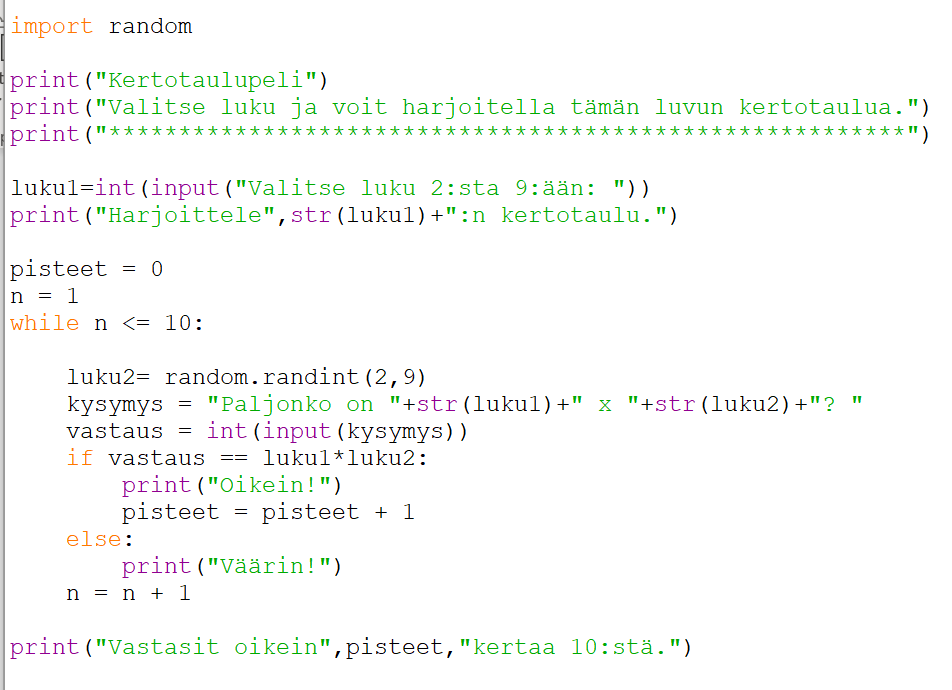 import random
print("Kertotaulupeli")
print("Valitse luku ja voit harjoitella tämän luvun kertotaulua.")
print("*********************************************************")
luku1=int(input("Valitse luku 2:sta 9:ään: "))
print("Harjoittele",str(luku1)+":n kertotaulu.")
pisteet = 0
n = 1
while n <= 10:
    luku2= random.randint(2,9)
    kysymys = "Paljonko on "+str(luku1)+" x "+str(luku2)+"? "
    vastaus = int(input(kysymys))
    if vastaus == luku1*luku2:
        print("Oikein!")
        pisteet = pisteet + 1
    else:
        print("Väärin!")
    n = n + 1
print("Vastasit oikein",pisteet,"kertaa 10:stä.")